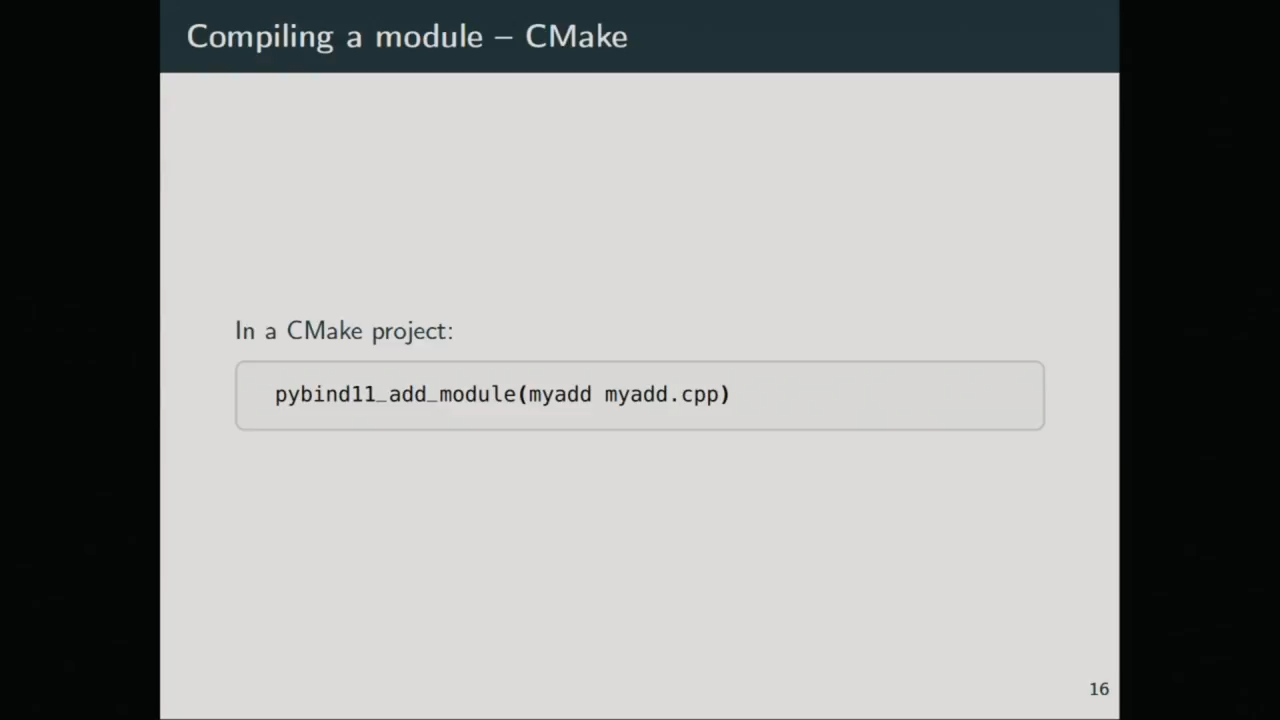 Compiling a module – CMake
In a CMake project:
pybind11_add_module(myadd myadd.cpp)
16